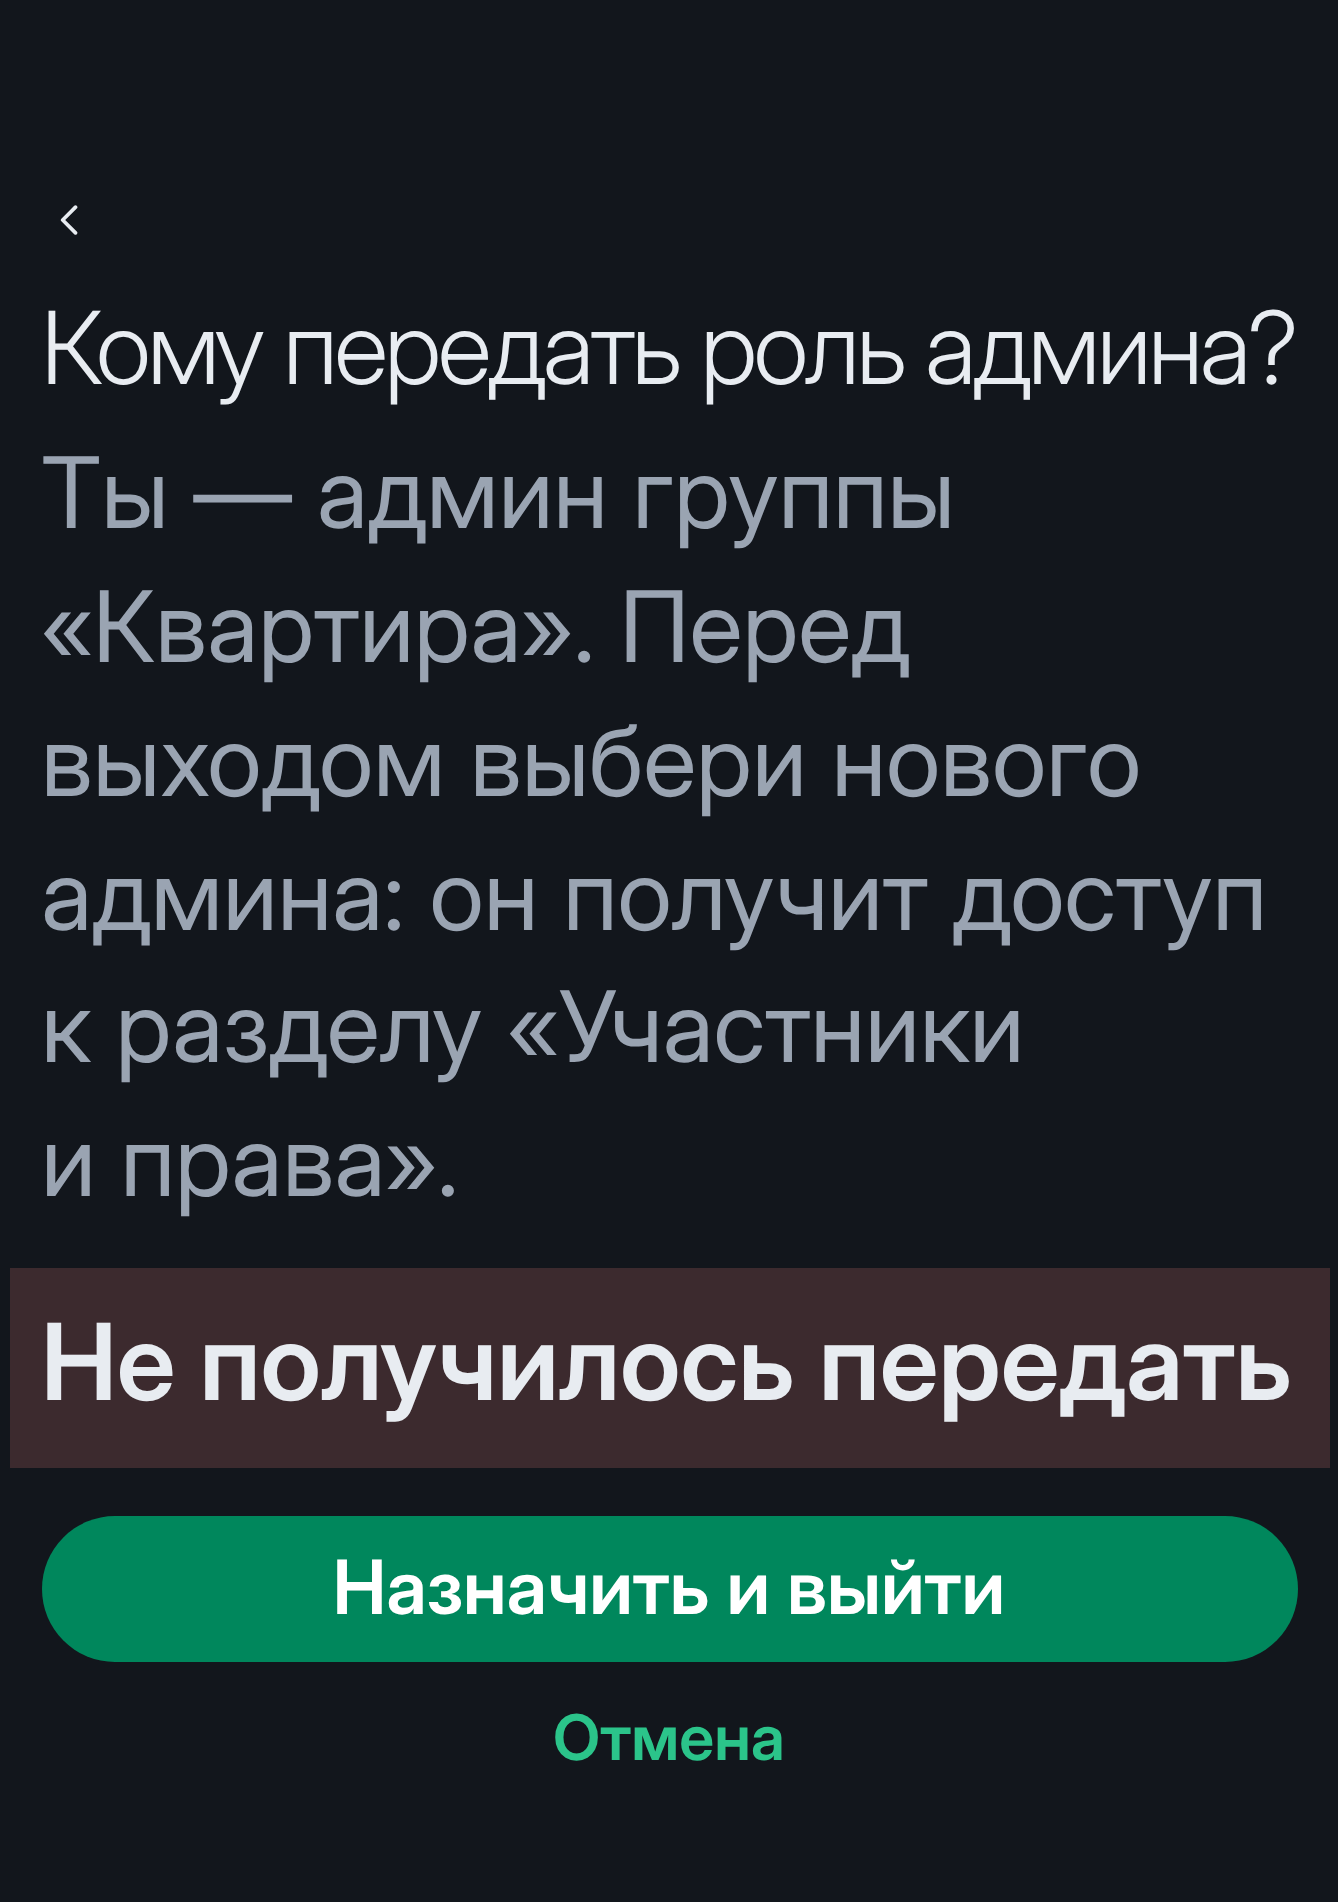 Кому передать роль админа?
Ты — админ группы
«Квартира». Перед
выходом выбери нового
админа: он получит доступ
к разделу «Участники
и права».
Не получилось передать
Назначить и выйти
Отмена